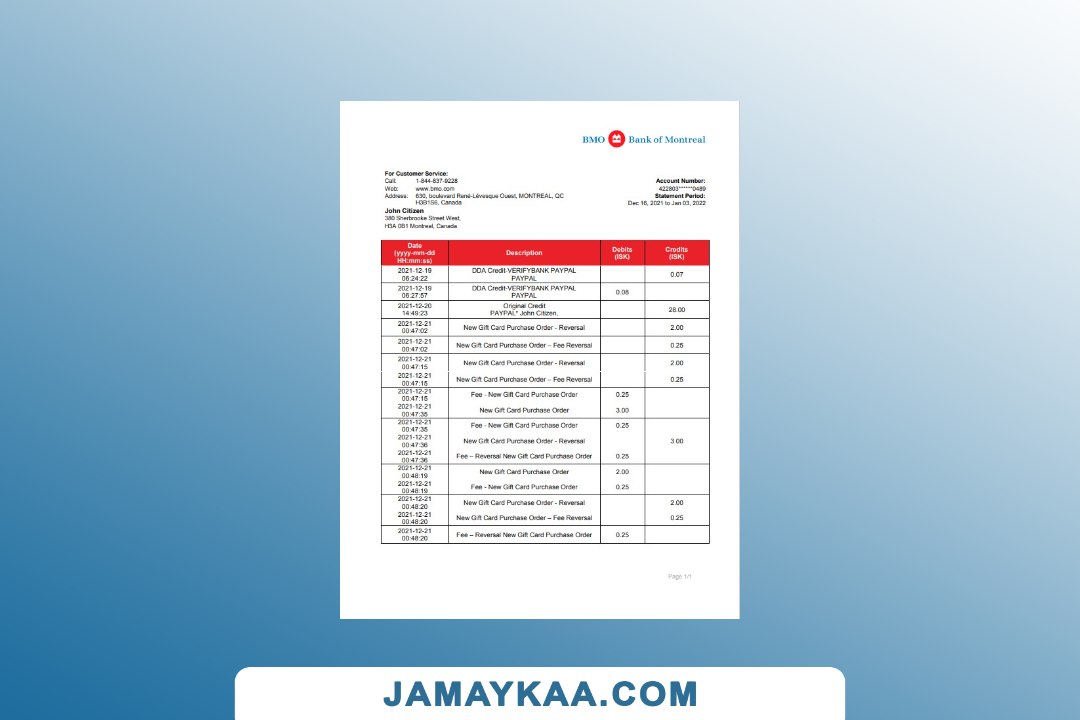 BMO Bank of Montreal
For Customer Service:
Call: 1-844-837-9228
Web: www.bmo.com
Address: 630, boulevard René-Lévesque Ouest, MONTREAL, QC
H3B1S6, Canada
Account Number:
422803******0489
Statement Period:
Dec 16, 2021 to Jan 03, 2022
John Citizen
380 Sherbrooke Street West,
H3A 0B1 Montreal, Canada
Date (yyyy-mm-dd HH:mm:ss) Description Debits (ISK) Credits (ISK)
2021-12-19 06:24:22 DDA Credit-VERIFYBANK PAYPAL PAYPAL 0.07
2021-12-19 06:27:57 DDA Credit-VERIFYBANK PAYPAL PAYPAL 0.08
2021-12-20 14:49:23 Original Credit PAYPAL* John Citizen, 28.00
2021-12-21 00:47:02 New Gift Card Purchase Order - Reversal 2.00
2021-12-21 00:47:02 New Gift Card Purchase Order – Fee Reversal 0.25
2021-12-21 00:47:15 New Gift Card Purchase Order - Reversal 2.00
2021-12-21 00:47:15 New Gift Card Purchase Order – Fee Reversal 0.25
2021-12-21 00:47:15 Fee - New Gift Card Purchase Order 0.25
2021-12-21 00:47:35 New Gift Card Purchase Order 3.00
2021-12-21 00:47:35 Fee - New Gift Card Purchase Order 0.25
2021-12-21 00:47:36 New Gift Card Purchase Order - Reversal 3.00
2021-12-21 00:47:36 Fee – Reversal New Gift Card Purchase Order 0.25
2021-12-21 00:48:19 New Gift Card Purchase Order 2.00
2021-12-21 00:48:19 Fee - New Gift Card Purchase Order 0.25
2021-12-21 00:48:20 New Gift Card Purchase Order - Reversal 2.00
2021-12-21 00:48:20 New Gift Card Purchase Order – Fee Reversal 0.25
2021-12-21 00:48:20 Fee – Reversal New Gift Card Purchase Order 0.25
Page 1/1
JAMAYKAA.COM